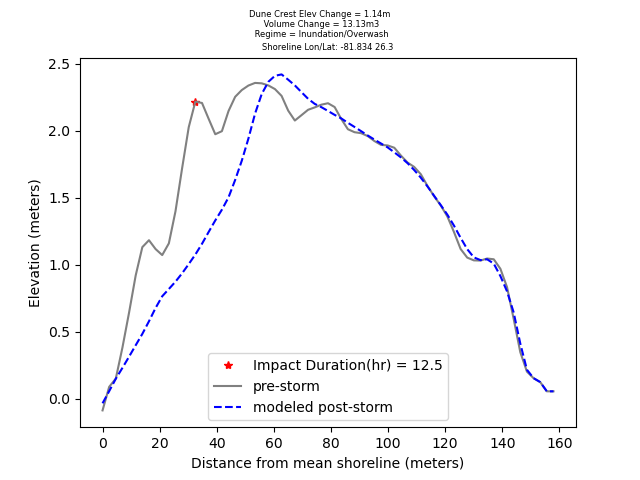 Dune Crest Elev Change = 1.14m
Volume Change = 13.13m3
Regime = Inundation/Overwash
Shoreline Lon/Lat: -81.834 26.3
2.5
2.0
1.5
1.0
0.5
0.0
Elevation (meters)
Impact Duration(hr) = 12.5
pre-storm
modeled post-storm
0 20 40 60 80 100 120 140 160
Distance from mean shoreline (meters)